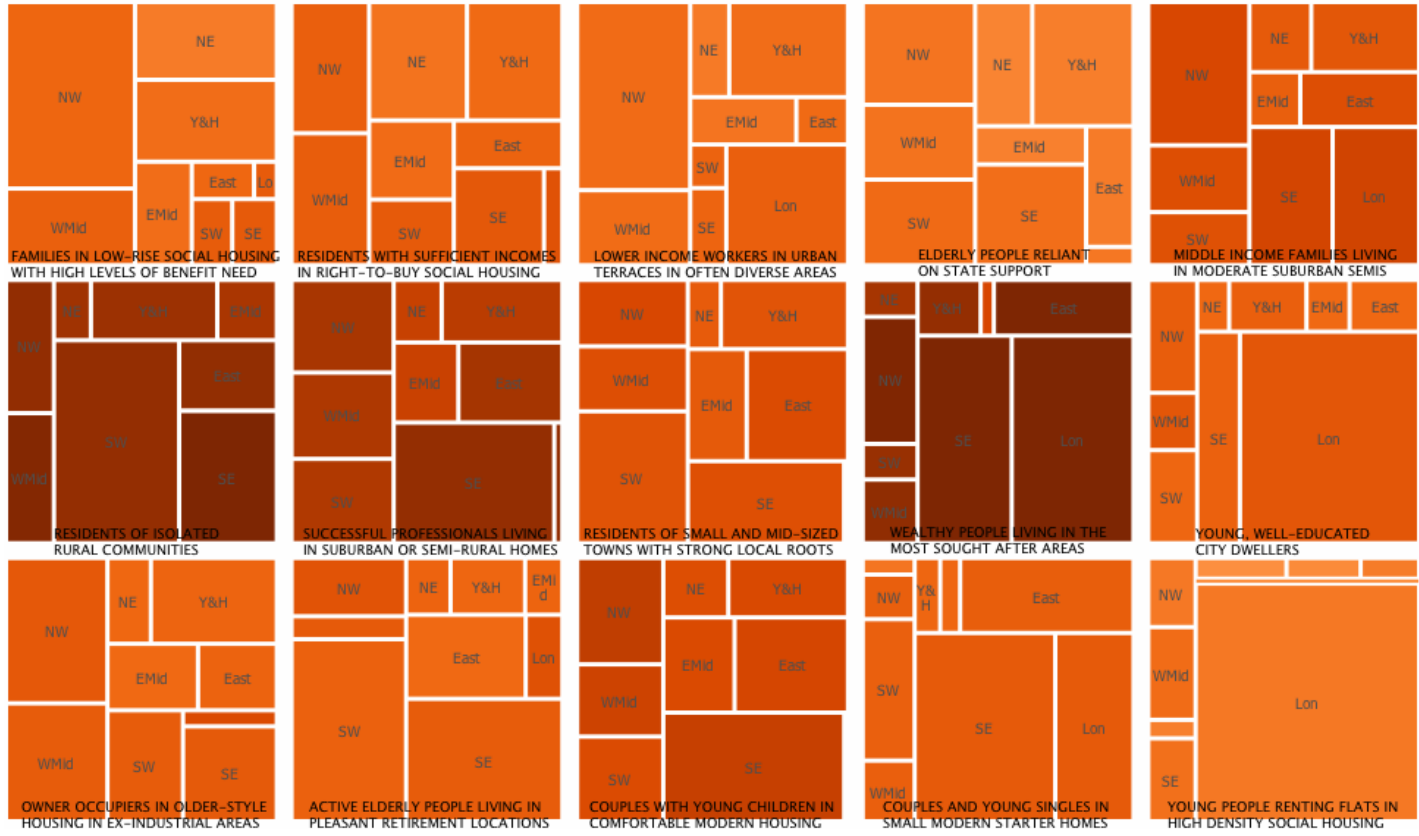 NW
NE
Y&H
WMid
EMid
East
Lo
SW
SE
FAMILIES IN LOW-RISE SOCIAL HOUSING
WITH HIGH LEVELS OF BENEFIT NEED
NW
NE
Y&H
WMid
EMid
East
SW
SE
RESIDENTS WITH SUFFICIENT INCOMES
IN RIGHT-TO-BUY SOCIAL HOUSING
NW
NE
Y&H
EMid
East
SW
Lon
WMid
SE
LOWER INCOME WORKERS IN URBAN
TERRACES IN OFTEN DIVERSE AREAS
NW
NE
Y&H
WMid
EMid
East
SW
SE
ELDERLY PEOPLE RELIANT
ON STATE SUPPORT
NW
NE
Y&H
EMid
East
WMid
SE
Lon
SW
MIDDLE INCOME FAMILIES LIVING
IN MODERATE SUBURBAN SEMIS
NW
NE
Y&H
EMid
East
SW
WMid
SE
RESIDENTS OF ISOLATED
RURAL COMMUNITIES
NW
NE
Y&H
EMid
East
WMid
SW
SE
SUCCESSFUL PROFESSIONALS LIVING
IN SUBURBAN OR SEMI-RURAL HOMES
NW
NE
Y&H
WMid
EMid
East
SW
SE
RESIDENTS OF SMALL AND MID-SIZED
TOWNS WITH STRONG LOCAL ROOTS
NE
Y&H
East
NW
SE
Lon
SW
WMid
WEALTHY PEOPLE LIVING IN THE
MOST SOUGHT AFTER AREAS
NW
NE
Y&H
EMid
East
WMid
SE
Lon
SW
YOUNG, WELL-EDUCATED
CITY DWELLERS
NW
NE
Y&H
EMid
East
WMid
SW
SE
OWNER OCCUPIERS IN OLDER-STYLE
HOUSING IN EX-INDUSTRIAL AREAS
NW
NE
Y&H
EMi
d
East
Lon
SW
SE
ACTIVE ELDERLY PEOPLE LIVING IN
PLEASANT RETIREMENT LOCATIONS
NW
NE
Y&H
EMid
East
WMid
SW
SE
COUPLES WITH YOUNG CHILDREN IN
COMFORTABLE MODERN HOUSING
NW
Y&
H
East
SW
SE
Lon
WMid
COUPLES AND YOUNG SINGLES IN
SMALL MODERN STARTER HOMES
NW
WMid
Lon
SE
YOUNG PEOPLE RENTING FLATS IN
HIGH DENSITY SOCIAL HOUSING